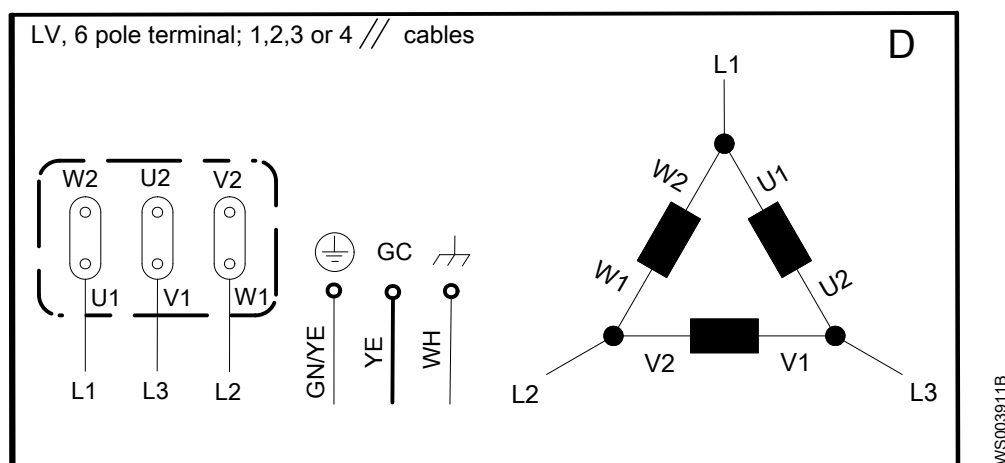 LV, 6 pole terminal; 1,2,3 or 4 // cables
D
W2 U2 V2
U1 V1 W1
L1 L3 L2
GC
GN/YE
YE
WH
L1
W2 U1
W1 U2
V2 V1
L2 L3
WS003911B